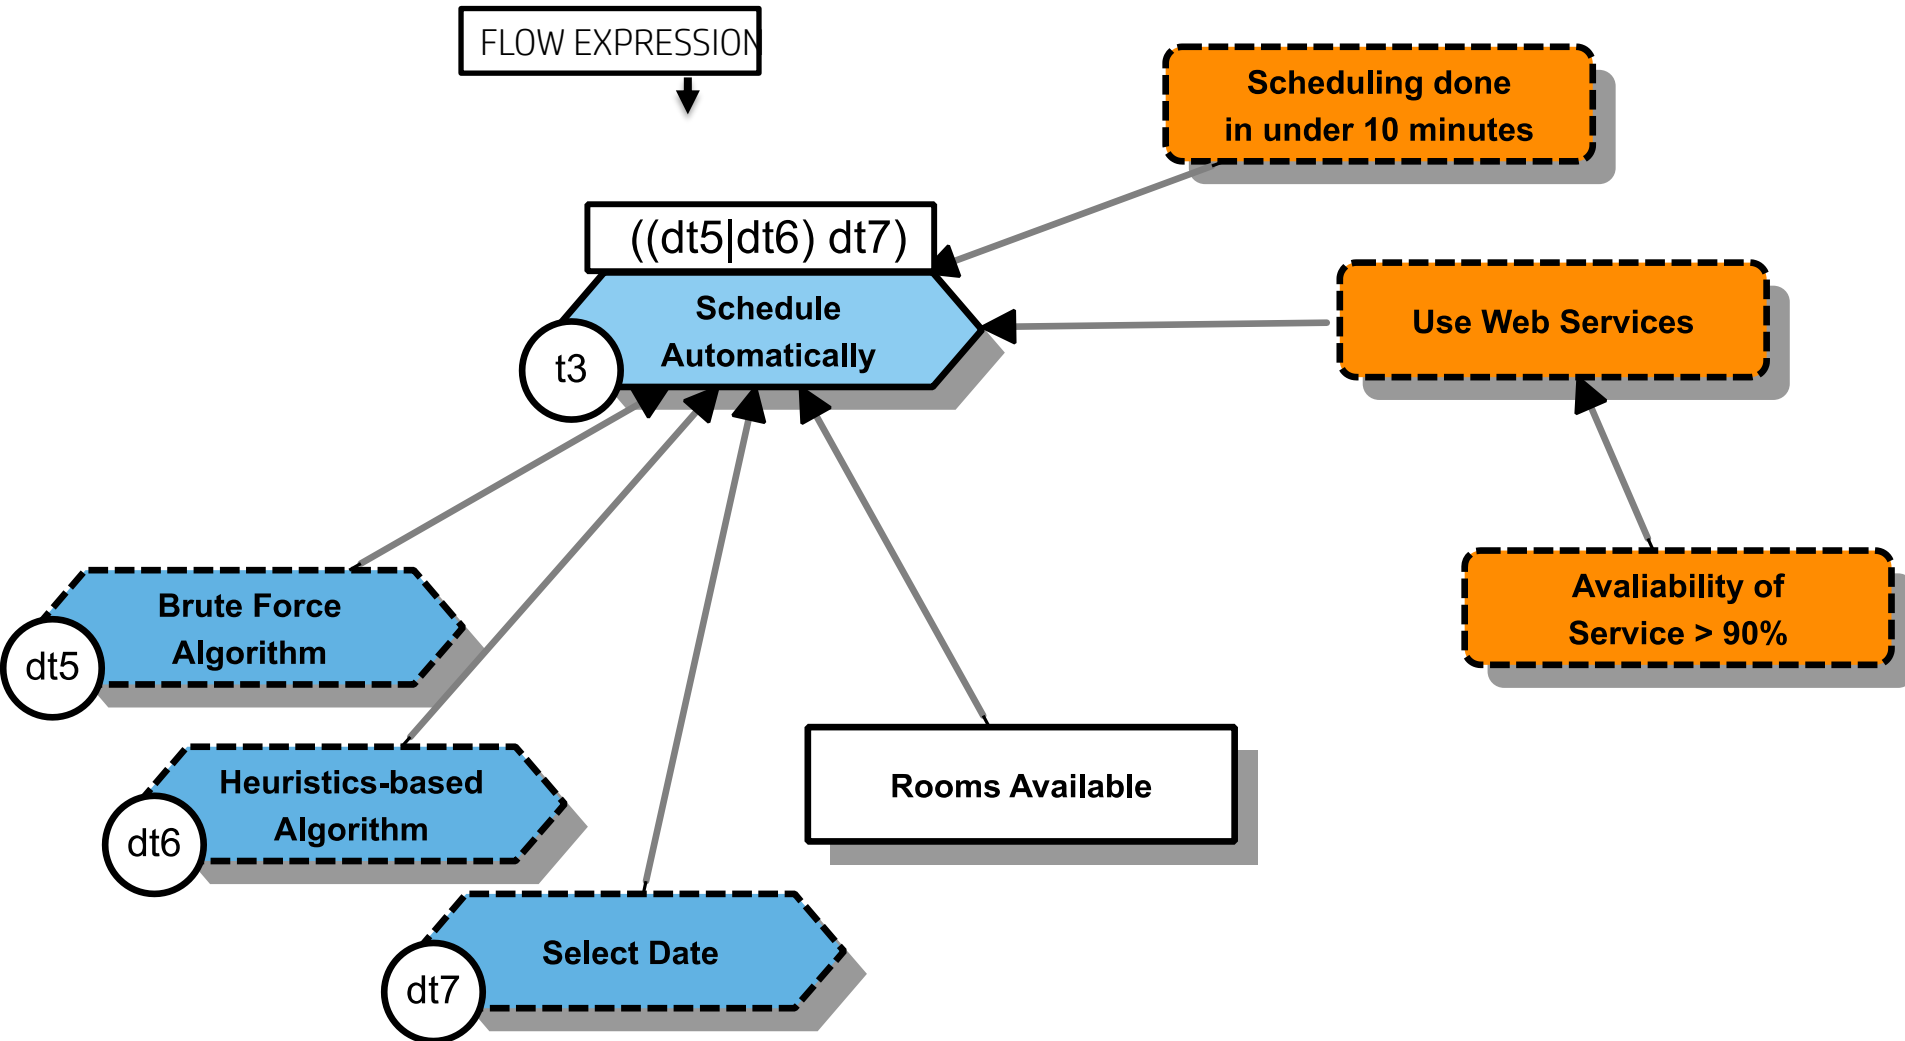 FLOW EXPRESSION
Scheduling done
in under 10 minutes
((dt5|dt6) dt7)
Schedule
Automatically
t3
Use Web Services
Brute Force
Algorithm
dt5
Avaliability of
Service > 90%
Heuristics-based
Algorithm
dt6
Rooms Available
Select Date
dt7